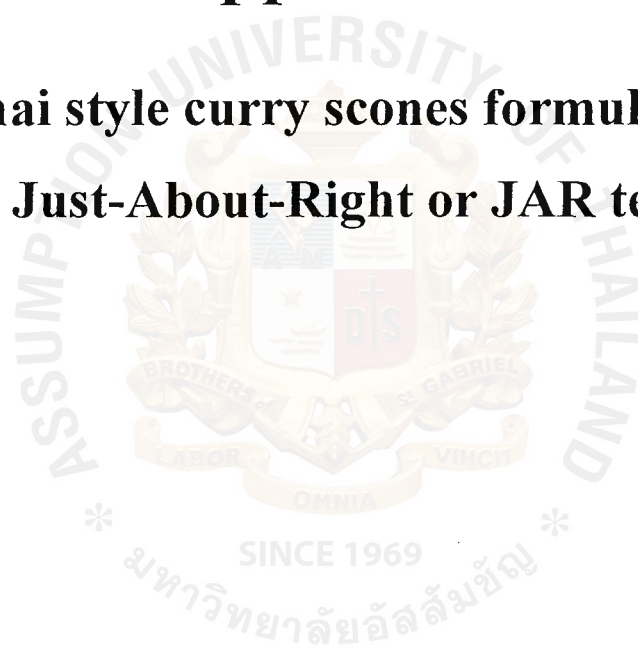 UNIVERSITY OF THAILAND
ai style curry scones formul
Just-About-Right or JAR te
ASSUMPTION
A M
D S
BROTHERS of
St GABRIEL
LABOR
VINCIT
OMNIA
* SINCE 1969 *
มหาวิทยาลัยอัสสัมชัญ